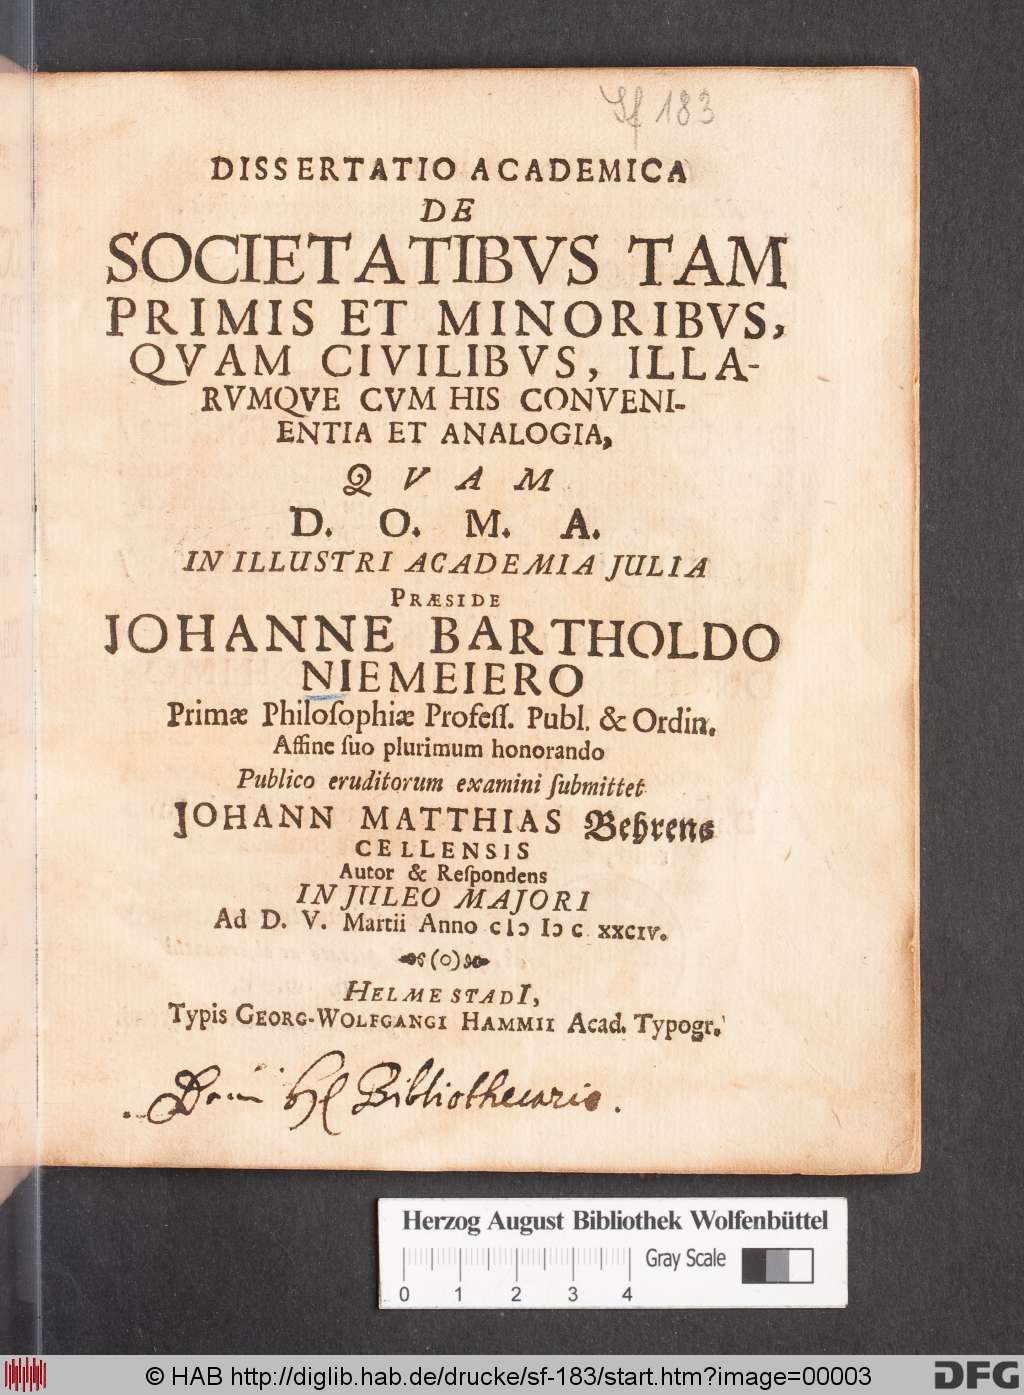 Sf 183
DISSERTATIO ACADEMICA
DE
SOCIETATIBVS TAM
PRIMIS ET MINORIBVS,
QVAM CIVILIBVS, ILLA-
RVMQVE CVM HIS CONVENI-
ENTIA ET ANALOGIA,
QVAM
D. O. M. A.
IN ILLUSTRI ACADEMIA JULIA
PRÆSIDE
JOHANNE BARTHOLDO
NIEMEIERO
Primæ Philoſophiæ Profeſſ. Publ. & Ordin.
Affine ſuo plurimum honorando
Publico eruditorum examini ſubmittet
JOHANN MATTHIAS Behrens
CELLENSIS
Autor & Reſpondens
IN JULEO MAJORI
Ad D. V. Martii Anno cIↄ Iↄ c xxcIv.
(o)
HELMESTADI,
Typis GEORG-WOLFGANGI HAMMII Acad. Typogr.
Bibliothecario.
Herzog August Bibliothek Wolfenbüttel
Gray Scale
0 1 2 3 4
© HAB http://diglib.hab.de/drucke/sf-183/start.htm?image=00003
DFG